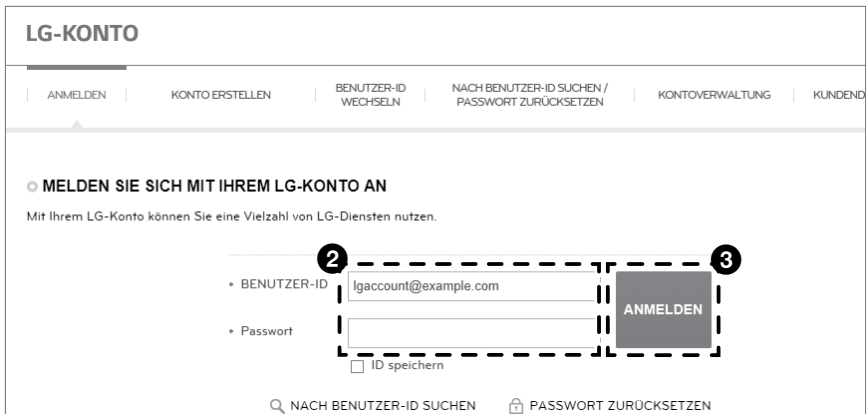 LG-KONTO
ANMELDEN
KONTO ERSTELLEN
BENUTZER-ID
WECHSELN
NACH BENUTZER-ID SUCHEN /
PASSWORT ZURÜCKSETZEN
KONTOVERWALTUNG
KUNDEND
MELDEN SIE SICH MIT IHREM LG-KONTO AN
Mit Ihrem LG-Konto können Sie eine Vielzahl von LG-Diensten nutzen.
2
3
BENUTZER-ID
lgaccount@example.com
ANMELDEN
Passwort
ID speichern
NACH BENUTZER-ID SUCHEN
PASSWORT ZURÜCKSETZEN